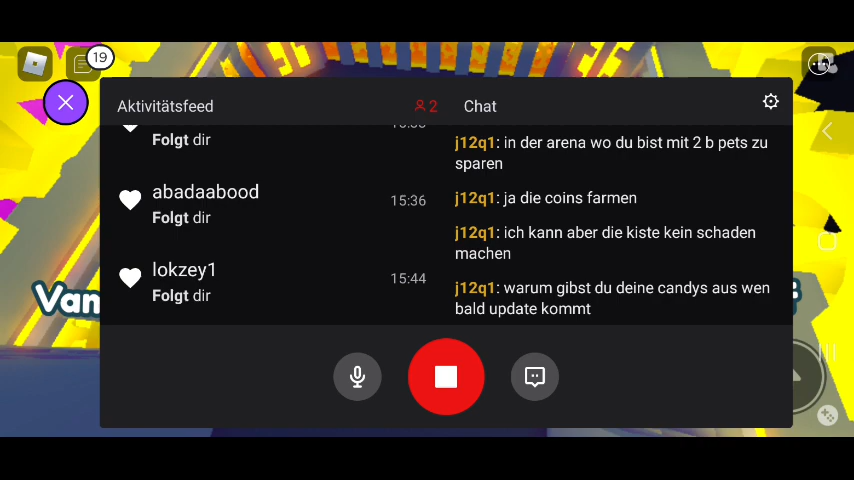 19
Aktivitätsfeed
2
Chat
Folgt dir
abadaabood
15:36
Folgt dir
lokzey1
15:44
Folgt dir
j12q1: in der arena wo du bist mit 2 b pets zu
sparen
j12q1: ja die coins farmen
j12q1: ich kann aber die kiste kein schaden
machen
j12q1: warum gibst du deine candys aus wen
bald update kommt
Van